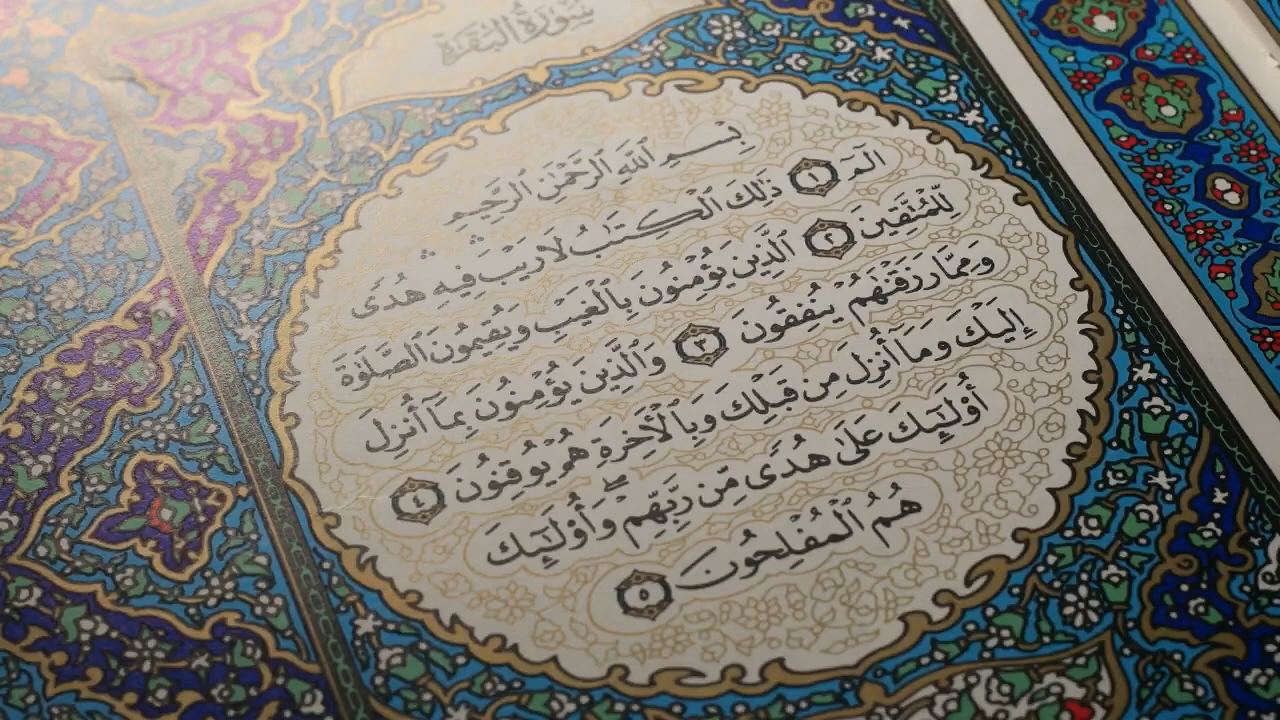 سُورَةُ البَقَرَةِ
بِسْمِ ٱللَّهِ ٱلرَّحْمَٰنِ ٱلرَّحِيمِ
الٓمٓ ١ ذَٰلِكَ ٱلْكِتَٰبُ لَا رَيْبَ ۛ فِيهِ ۛ هُدًى
لِّلْمُتَّقِينَ ٢ ٱلَّذِينَ يُؤْمِنُونَ بِٱلْغَيْبِ وَيُقِيمُونَ ٱلصَّلَوٰةَ
وَمِمَّا رَزَقْنَٰهُمْ يُنفِقُونَ ٣ وَٱلَّذِينَ يُؤْمِنُونَ بِمَآ أُنزِلَ
إِلَيْكَ وَمَآ أُنزِلَ مِن قَبْلِكَ وَبِٱلْأَخِرَةِ هُمْ يُوقِنُونَ ٤
أُو۟لَٰٓئِكَ عَلَىٰ هُدًى مِّن رَّبِّهِمْ ۖ وَأُو۟لَٰٓئِكَ
هُمُ ٱلْمُفْلِحُونَ ٥